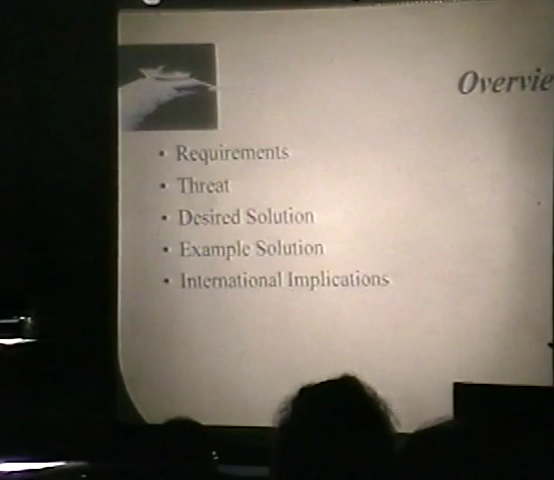 Overvie
• Requirements
• Threat
• Desired Solution
• Example Solution
• International Implications